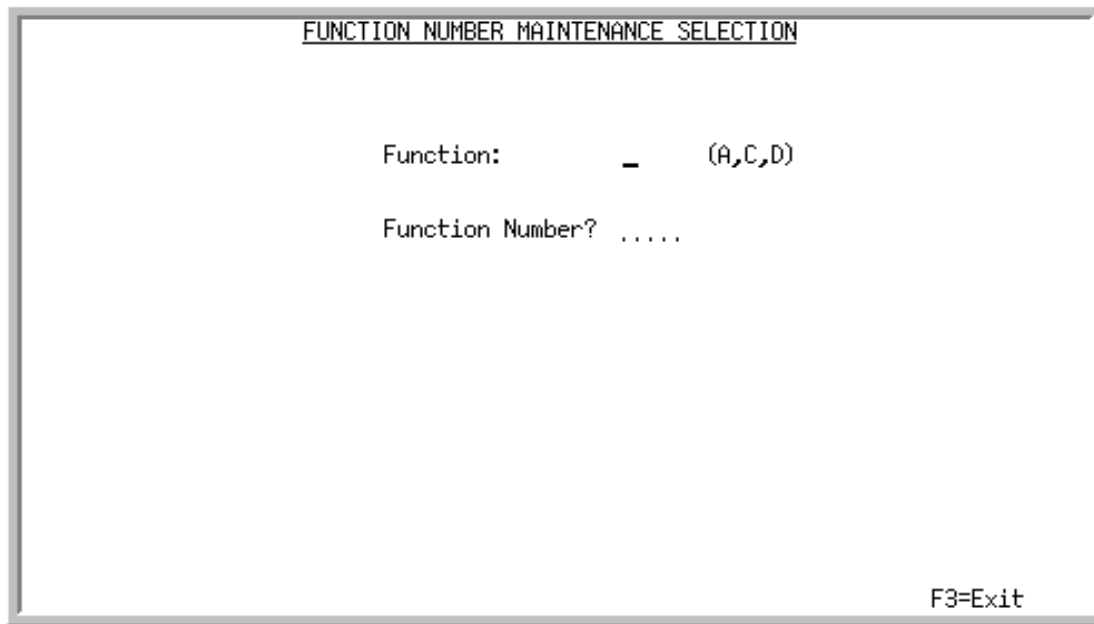 FUNCTION NUMBER MAINTENANCE SELECTION
Function: _ (A,C,D)
Function Number? .....
F3=Exit